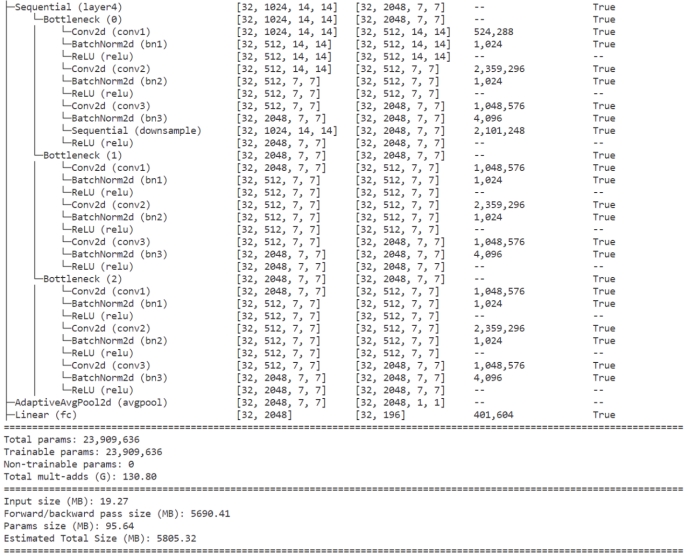 ├─Sequential (layer4) [32, 1024, 14, 14] [32, 2048, 7, 7] -- True
│ └─Bottleneck (0) [32, 1024, 14, 14] [32, 2048, 7, 7] -- True
│ │ └─Conv2d (conv1) [32, 1024, 14, 14] [32, 512, 14, 14] 524,288 True
│ │ └─BatchNorm2d (bn1) [32, 512, 14, 14] [32, 512, 14, 14] 1,024 True
│ │ └─ReLU (relu) [32, 512, 14, 14] [32, 512, 14, 14] -- --
│ │ └─Conv2d (conv2) [32, 512, 14, 14] [32, 512, 7, 7] 2,359,296 True
│ │ └─BatchNorm2d (bn2) [32, 512, 7, 7] [32, 512, 7, 7] 1,024 True
│ │ └─ReLU (relu) [32, 512, 7, 7] [32, 512, 7, 7] -- --
│ │ └─Conv2d (conv3) [32, 512, 7, 7] [32, 2048, 7, 7] 1,048,576 True
│ │ └─BatchNorm2d (bn3) [32, 2048, 7, 7] [32, 2048, 7, 7] 4,096 True
│ │ └─Sequential (downsample) [32, 1024, 14, 14] [32, 2048, 7, 7] 2,101,248 True
│ │ └─ReLU (relu) [32, 2048, 7, 7] [32, 2048, 7, 7] -- --
│ └─Bottleneck (1) [32, 2048, 7, 7] [32, 2048, 7, 7] -- True
│ │ └─Conv2d (conv1) [32, 2048, 7, 7] [32, 512, 7, 7] 1,048,576 True
│ │ └─BatchNorm2d (bn1) [32, 512, 7, 7] [32, 512, 7, 7] 1,024 True
│ │ └─ReLU (relu) [32, 512, 7, 7] [32, 512, 7, 7] -- --
│ │ └─Conv2d (conv2) [32, 512, 7, 7] [32, 512, 7, 7] 2,359,296 True
│ │ └─BatchNorm2d (bn2) [32, 512, 7, 7] [32, 512, 7, 7] 1,024 True
│ │ └─ReLU (relu) [32, 512, 7, 7] [32, 512, 7, 7] -- --
│ │ └─Conv2d (conv3) [32, 512, 7, 7] [32, 2048, 7, 7] 1,048,576 True
│ │ └─BatchNorm2d (bn3) [32, 2048, 7, 7] [32, 2048, 7, 7] 4,096 True
│ │ └─ReLU (relu) [32, 2048, 7, 7] [32, 2048, 7, 7] -- --
│ └─Bottleneck (2) [32, 2048, 7, 7] [32, 2048, 7, 7] -- True
│ │ └─Conv2d (conv1) [32, 2048, 7, 7] [32, 512, 7, 7] 1,048,576 True
│ │ └─BatchNorm2d (bn1) [32, 512, 7, 7] [32, 512, 7, 7] 1,024 True
│ │ └─ReLU (relu) [32, 512, 7, 7] [32, 512, 7, 7] -- --
│ │ └─Conv2d (conv2) [32, 512, 7, 7] [32, 512, 7, 7] 2,359,296 True
│ │ └─BatchNorm2d (bn2) [32, 512, 7, 7] [32, 512, 7, 7] 1,024 True
│ │ └─ReLU (relu) [32, 512, 7, 7] [32, 512, 7, 7] -- --
│ │ └─Conv2d (conv3) [32, 512, 7, 7] [32, 2048, 7, 7] 1,048,576 True
│ │ └─BatchNorm2d (bn3) [32, 2048, 7, 7] [32, 2048, 7, 7] 4,096 True
│ │ └─ReLU (relu) [32, 2048, 7, 7] [32, 2048, 7, 7] -- --
├─AdaptiveAvgPool2d (avgpool) [32, 2048, 7, 7] [32, 2048, 1, 1] -- --
├─Linear (fc) [32, 2048] [32, 196] 401,604 True
Total params: 23,909,636
Trainable params: 23,909,636
Non-trainable params: 0
Total mult-adds (G): 130.80
Input size (MB): 19.27
Forward/backward pass size (MB): 5690.41
Params size (MB): 95.64
Estimated Total Size (MB): 5805.32